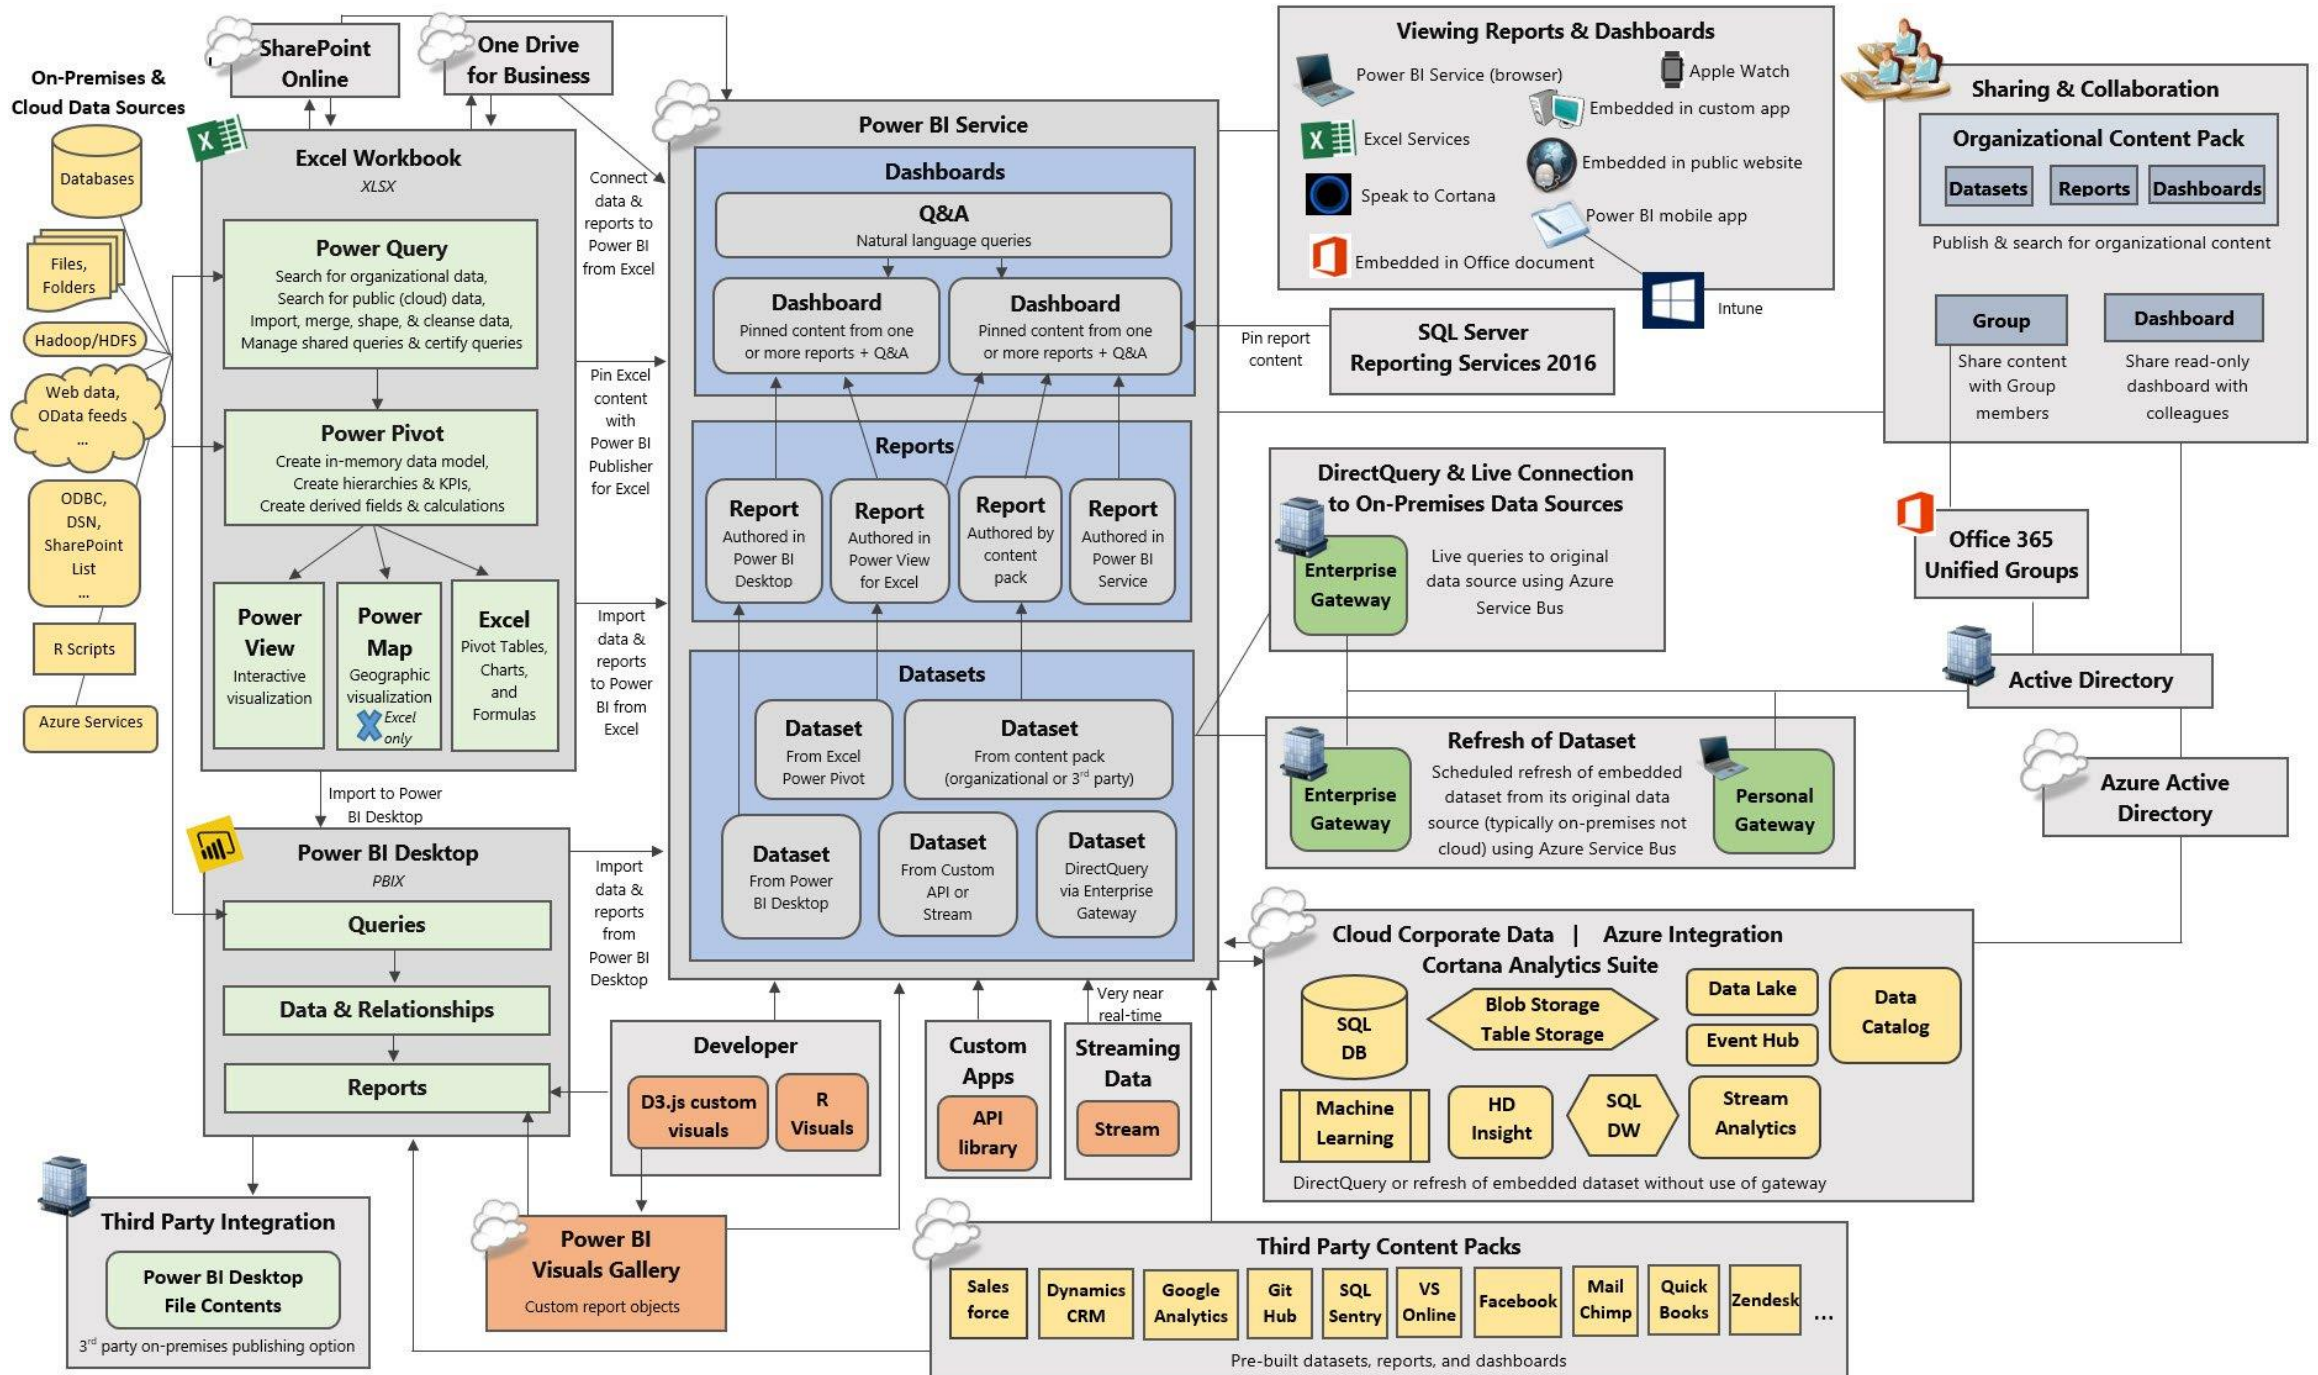 On-Premises &
Cloud Data Sources
Databases
Files,
Folders
Hadoop/HDFS
Web data,
OData feeds
...
ODBC,
DSN,
SharePoint
List
...
R Scripts
Azure Services
SharePoint
Online
One Drive
for Business
Excel Workbook
XLSX
Power Query
Search for organizational data,
Search for public (cloud) data,
Import, merge, shape, & cleanse data,
Manage shared queries & certify queries
Power Pivot
Create in-memory data model,
Create hierarchies & KPIs,
Create derived fields & calculations
Power
View
Interactive
visualization
Power
Map
Geographic
visualization
Excel
only
Excel
Pivot Tables,
Charts,
and
Formulas
Import to Power
BI Desktop
Power BI Desktop
PBIX
Queries
Data & Relationships
Reports
Third Party Integration
Power BI Desktop
File Contents
3rd party on-premises publishing option
Connect
data &
reports to
Power BI
from Excel
Pin Excel
content
with
Power BI
Publisher
for Excel
Import
data &
reports
to Power
BI from
Excel
Import
data &
reports
from
Power BI
Desktop
Power BI Service
Dashboards
Q&A
Natural language queries
Dashboard
Pinned content from one
or more reports + Q&A
Dashboard
Pinned content from one
or more reports + Q&A
Reports
Report
Authored in
Power BI
Desktop
Report
Authored in
Power View
for Excel
Report
Authored by
content
pack
Report
Authored in
Power BI
Service
Datasets
Dataset
From Excel
Power Pivot
Dataset
From content pack
(organizational or 3rd party)
Dataset
From Power
BI Desktop
Dataset
From Custom
API or
Stream
Dataset
DirectQuery
via Enterprise
Gateway
Developer
D3.js custom
visuals
R
Visuals
Power BI
Visuals Gallery
Custom report objects
Custom
Apps
API
library
Very near
real-time
Streaming
Data
Stream
Viewing Reports & Dashboards
Power BI Service (browser)
Apple Watch
Embedded in custom app
X
Excel Services
Embedded in public website
Speak to Cortana
Power BI mobile app
Embedded in Office document
Intune
Pin report
content
SQL Server
Reporting Services 2016
Sharing & Collaboration
Organizational Content Pack
Datasets
Reports
Dashboards
Publish & search for organizational content
Group
Share content
with Group
members
Dashboard
Share read-only
dashboard with
colleagues
DirectQuery & Live Connection
to On-Premises Data Sources
Enterprise
Gateway
Live queries to original
data source using Azure
Service Bus
Office 365
Unified Groups
Active Directory
Azure Active
Directory
Refresh of Dataset
Enterprise
Gateway
Scheduled refresh of embedded
dataset from its original data
source (typically on-premises not
cloud) using Azure Service Bus
Personal
Gateway
Cloud Corporate Data | Azure Integration
Cortana Analytics Suite
SQL
DB
Blob Storage
Table Storage
Data Lake
Event Hub
Data
Catalog
Machine
Learning
HD
Insight
SQL
DW
Stream
Analytics
DirectQuery or refresh of embedded dataset without use of gateway
Third Party Content Packs
Sales
force
Dynamics
CRM
Google
Analytics
Git
Hub
SQL
Sentry
VS
Online
Facebook
Mail
Chimp
Quick
Books
Zendesk
...
Pre-built datasets, reports, and dashboards